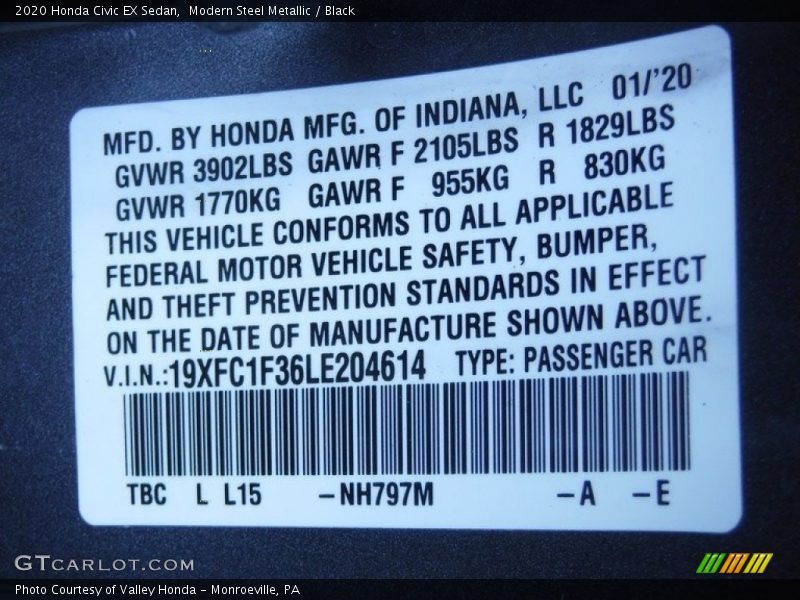 2020 Honda Civic EX Sedan, Modern Steel Metallic / Black
MFD. BY HONDA MFG. OF INDIANA, LLC 01/'20
GVWR 3902LBS GAWR F 2105LBS R 1829LBS
GVWR 1770KG GAWR F 955KG R 830KG
THIS VEHICLE CONFORMS TO ALL APPLICABLE
FEDERAL MOTOR VEHICLE SAFETY, BUMPER,
AND THEFT PREVENTION STANDARDS IN EFFECT
ON THE DATE OF MANUFACTURE SHOWN ABOVE.
V.I.N.:19XFC1F36LE204614 TYPE: PASSENGER CAR
TBC L L15 -NH797M -A -E
GTCARLOT.COM
Photo Courtesy of Valley Honda - Monroeville, PA